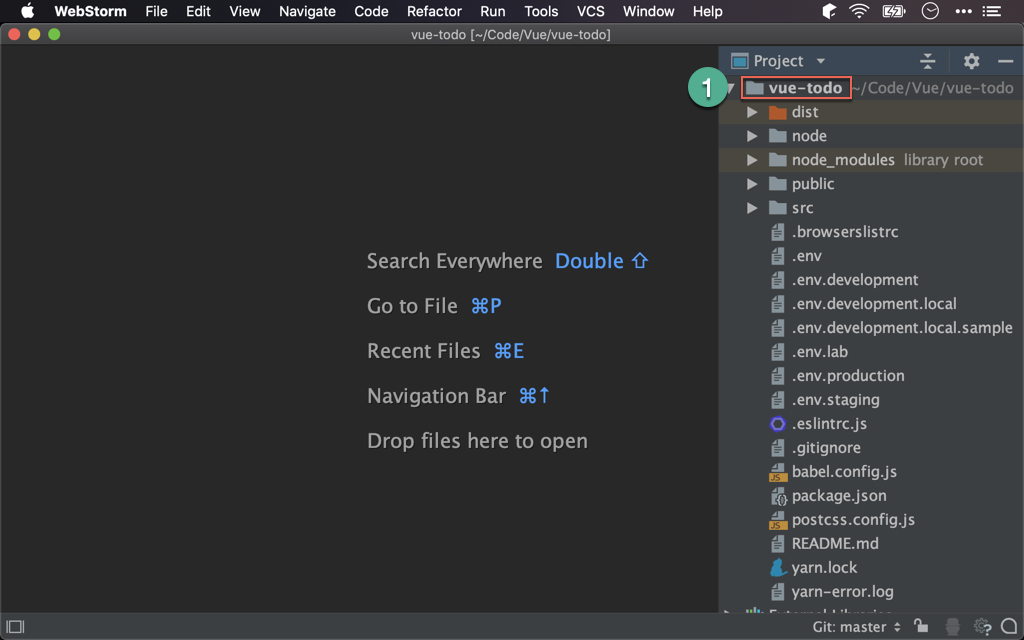 WebStorm File Edit View Navigate Code Refactor Run Tools VCS Window Help
vue-todo [~/Code/Vue/vue-todo]
Project
1 vue-todo ~/Code/Vue/vue-todo
dist
node
node_modules library root
public
src
.browserslistrc
.env
.env.development
.env.development.local
.env.development.local.sample
.env.lab
.env.production
.env.staging
.eslintrc.js
.gitignore
babel.config.js
package.json
postcss.config.js
README.md
yarn.lock
yarn-error.log
External Libraries
Search Everywhere Double ⇧
Go to File ⌘P
Recent Files ⌘E
Navigation Bar ⌘↑
Drop files here to open
Git: master